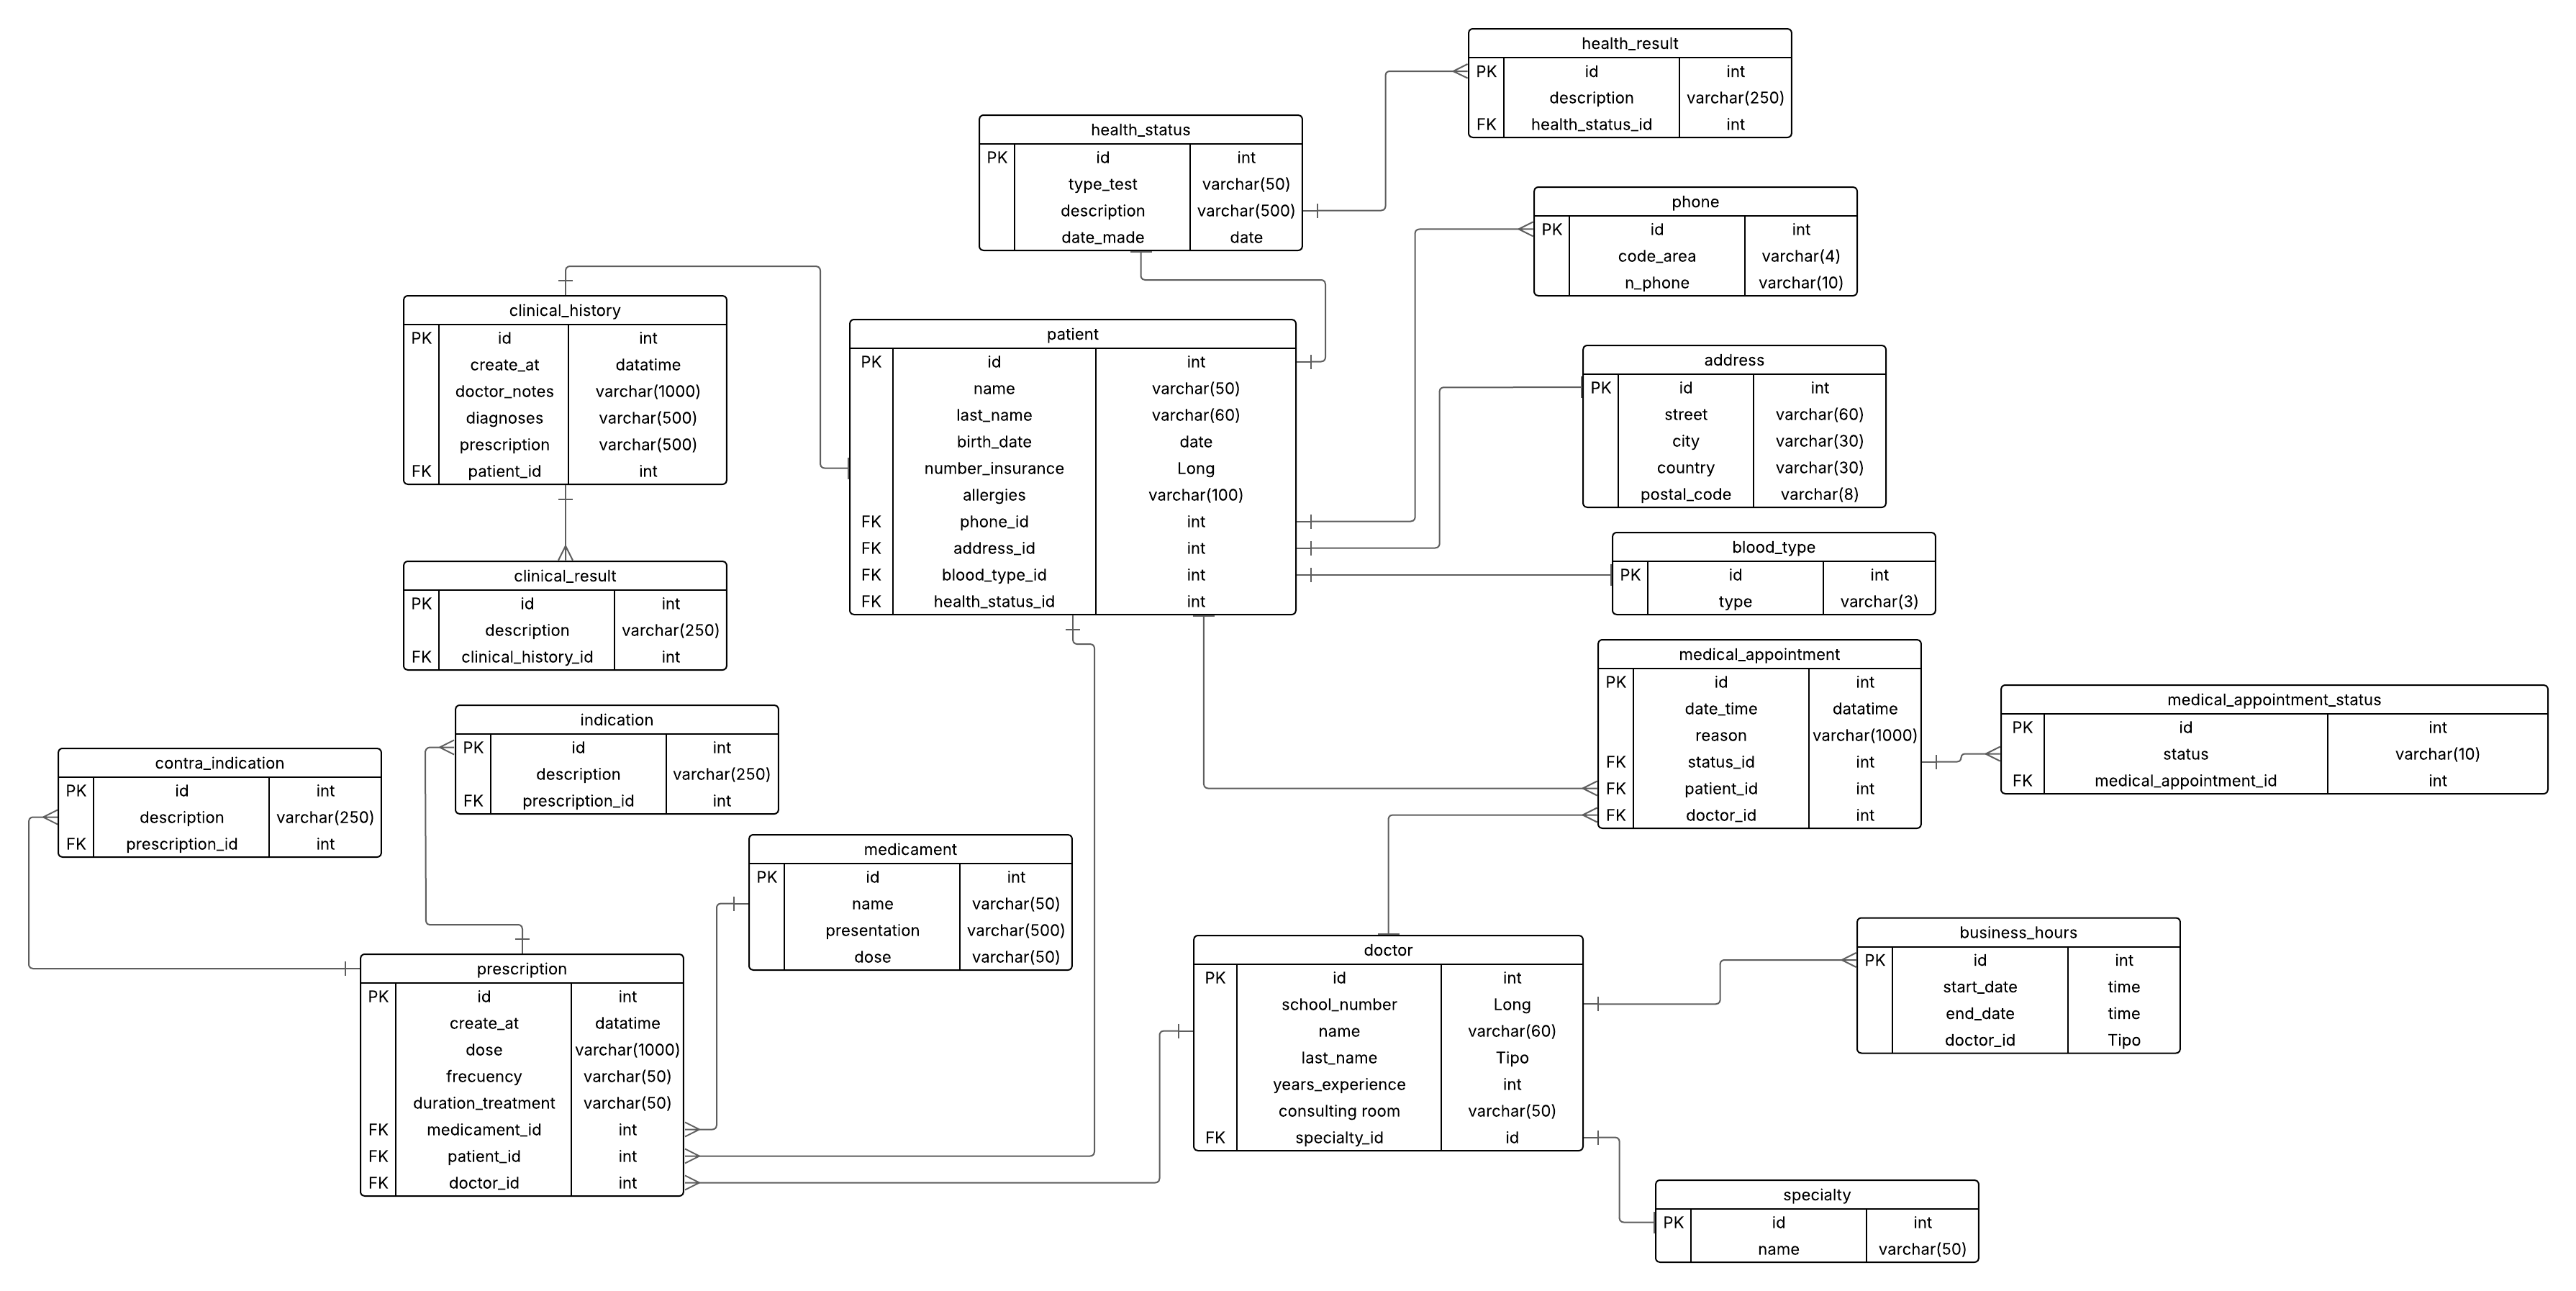 health_result
PK id int
description varchar(250)
FK health_status_id int
health_status
PK id int
type_test varchar(50)
description varchar(500)
date_made date
phone
PK id int
code_area varchar(4)
n_phone varchar(10)
clinical_history
PK id int
create_at datatime
doctor_notes varchar(1000)
diagnoses varchar(500)
prescription varchar(500)
FK patient_id int
patient
PK id int
name varchar(50)
last_name varchar(60)
birth_date date
number_insurance Long
allergies varchar(100)
FK phone_id int
FK address_id int
FK blood_type_id int
FK health_status_id int
address
PK id int
street varchar(60)
city varchar(30)
country varchar(30)
postal_code varchar(8)
blood_type
PK id int
type varchar(3)
clinical_result
PK id int
description varchar(250)
FK clinical_history_id int
medical_appointment
PK id int
date_time datatime
reason varchar(1000)
FK status_id int
FK patient_id int
FK doctor_id int
medical_appointment_status
PK id int
status varchar(10)
FK medical_appointment_id int
indication
PK id int
description varchar(250)
FK prescription_id int
contra_indication
PK id int
description varchar(250)
FK prescription_id int
medicament
PK id int
name varchar(50)
presentation varchar(500)
dose varchar(50)
prescription
PK id int
create_at datatime
dose varchar(1000)
frecuency varchar(50)
duration_treatment varchar(50)
FK medicament_id int
FK patient_id int
FK doctor_id int
doctor
PK id int
school_number Long
name varchar(60)
last_name Tipo
years_experience int
consulting room varchar(50)
FK specialty_id id
business_hours
PK id int
start_date time
end_date time
doctor_id Tipo
specialty
PK id int
name varchar(50)